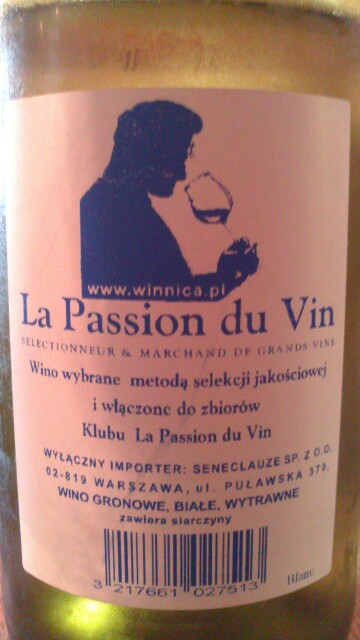 www.winnica.pl
La Passion du Vin
SELECTIONNEUR & MARCHAND DE GRANDS VINS
Wino wybrane metodą selekcji jakościowej
i włączone do zbiorów
Klubu La Passion du Vin
WYŁĄCZNY IMPORTER: SENECLAUZE SP. Z O.O.
02-819 WARSZAWA, ul. PUŁAWSKA 370,
WINO GRONOWE, BIAŁE, WYTRAWNE
zawiera siarczyny
3 217661 027513
Blanc